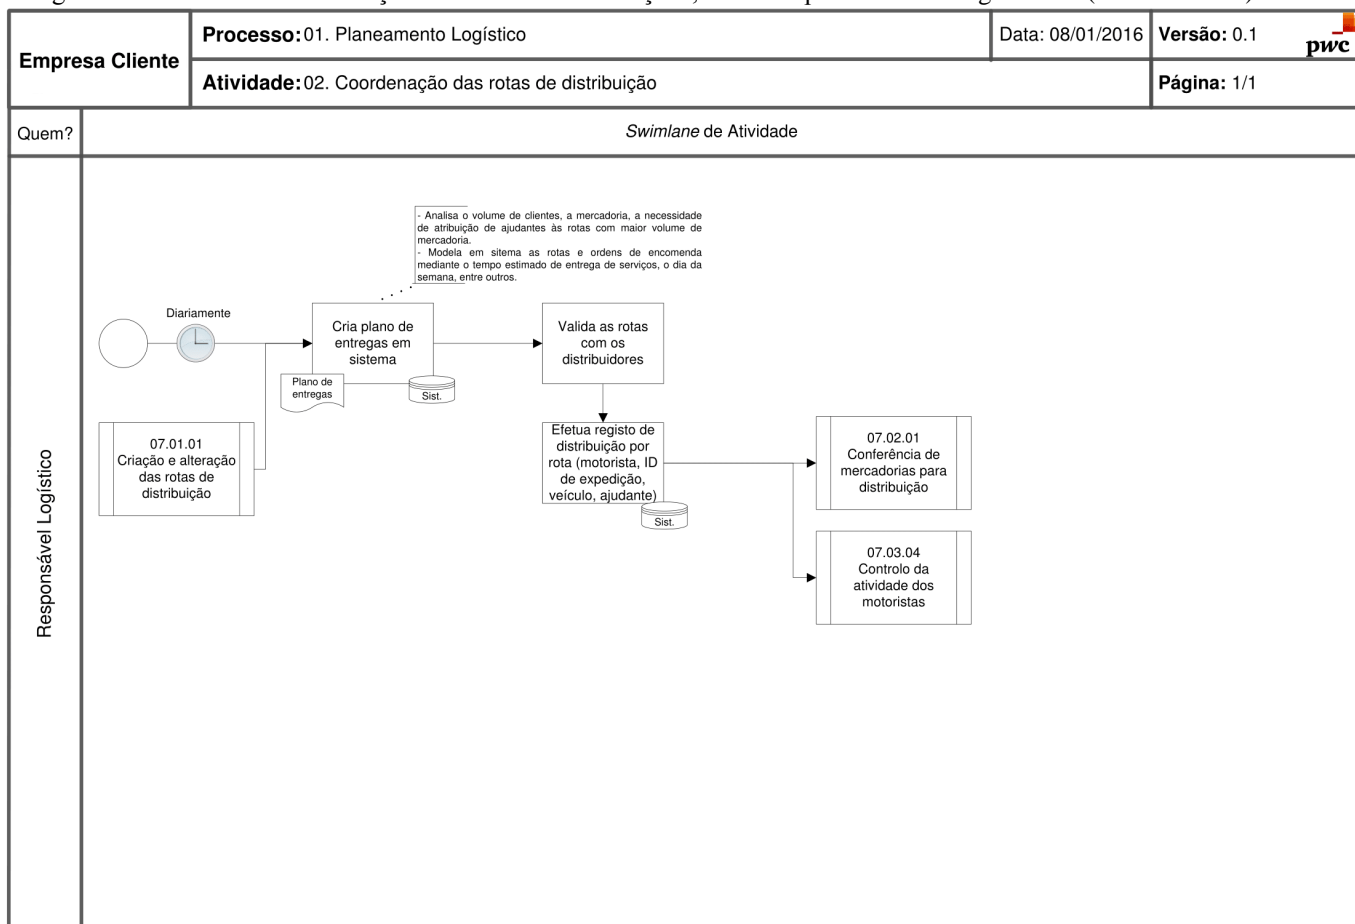 Empresa Cliente
Processo: 01. Planeamento Logístico
Data: 08/01/2016
Versão: 0.1
pwc
Atividade: 02. Coordenação das rotas de distribuição
Página: 1/1
Quem?
Swimlane de Atividade
Responsável Logístico
- Analisa o volume de clientes, a mercadoria, a necessidade
de atribuição de ajudantes às rotas com maior volume de
mercadoria.
- Modela em sitema as rotas e ordens de encomenda
mediante o tempo estimado de entrega de serviços, o dia da
semana, entre outros.
Diariamente
Cria plano de
entregas em
sistema
Plano de
entregas
Sist.
Valida as rotas
com os
distribuidores
07.01.01
Criação e alteração
das rotas de
distribuição
Efetua registo de
distribuição por
rota (motorista, ID
de expedição,
veículo, ajudante)
Sist.
07.02.01
Conferência de
mercadorias para
distribuição
07.03.04
Controlo da
atividade dos
motoristas